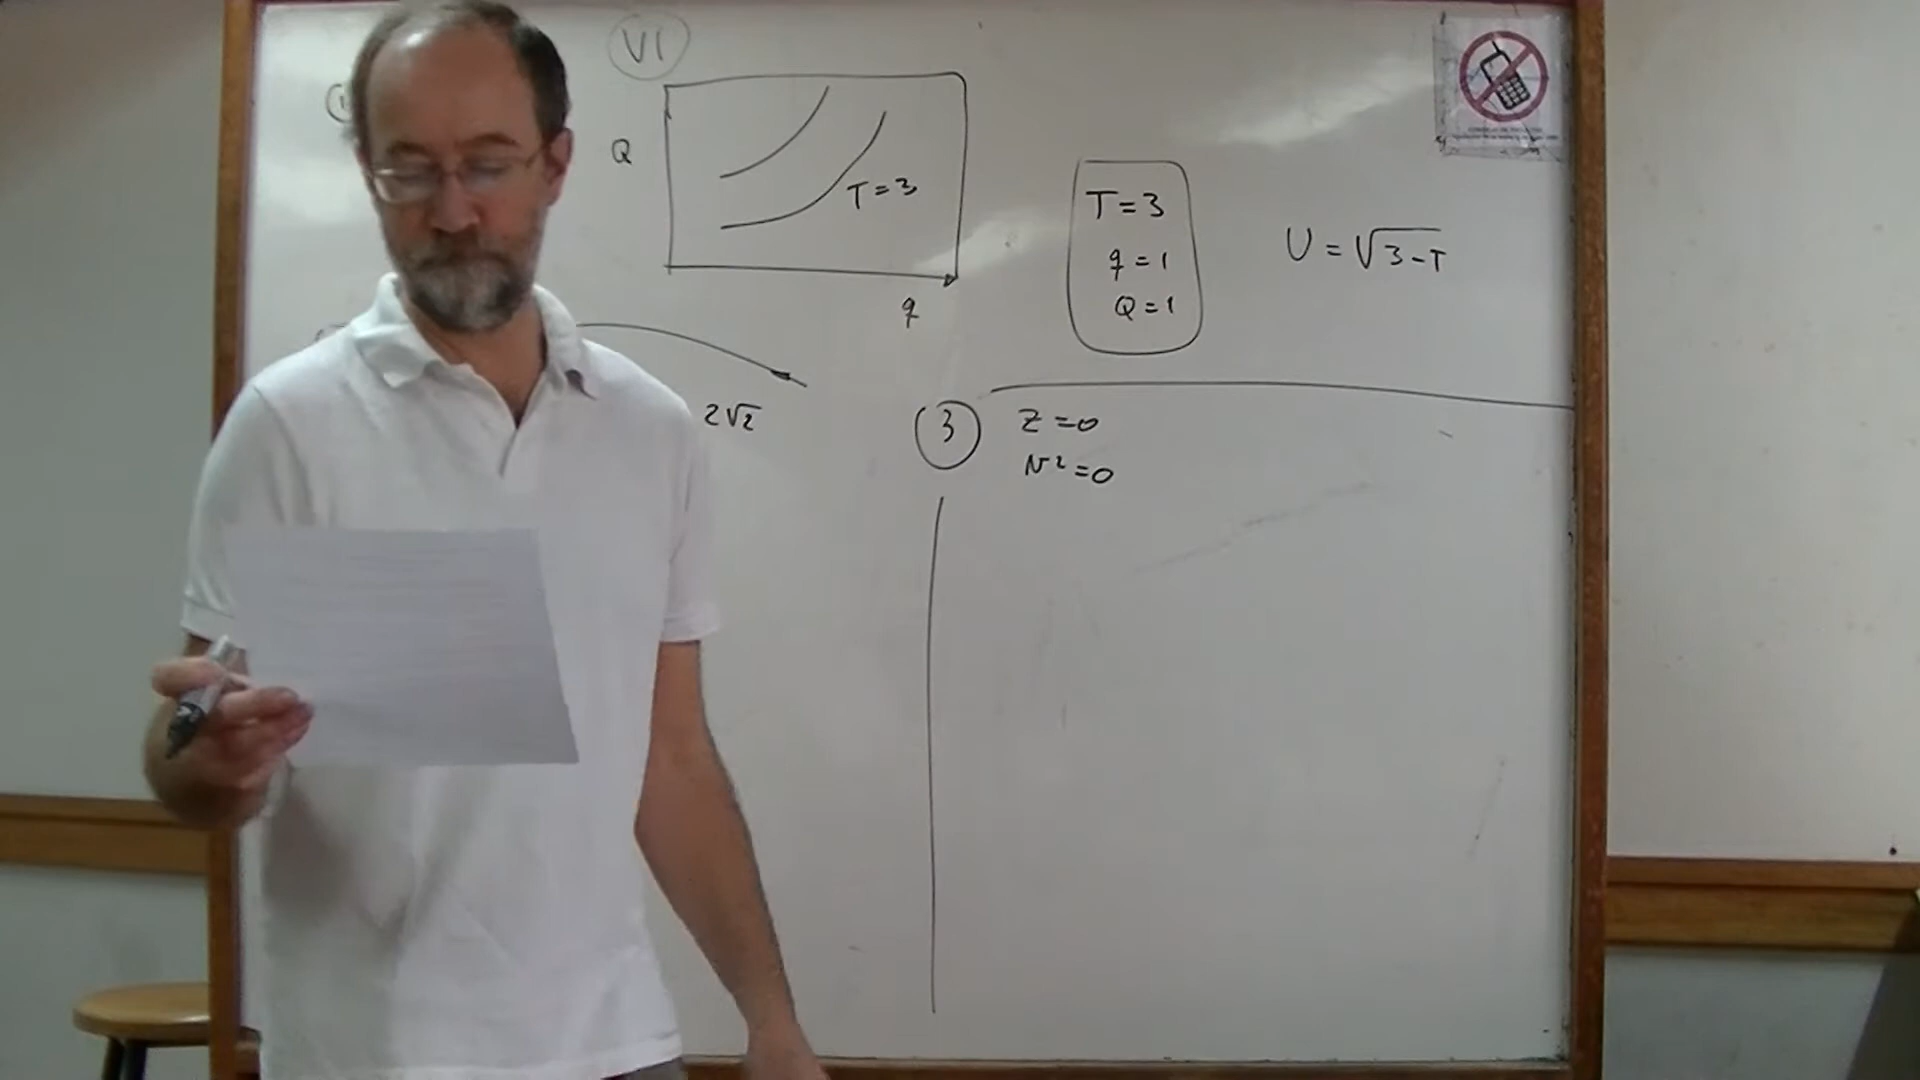 VI
Q
T=3
q
T=3
q=1
Q=1
U=√3-T
2√2
3
Z=0
N²=0